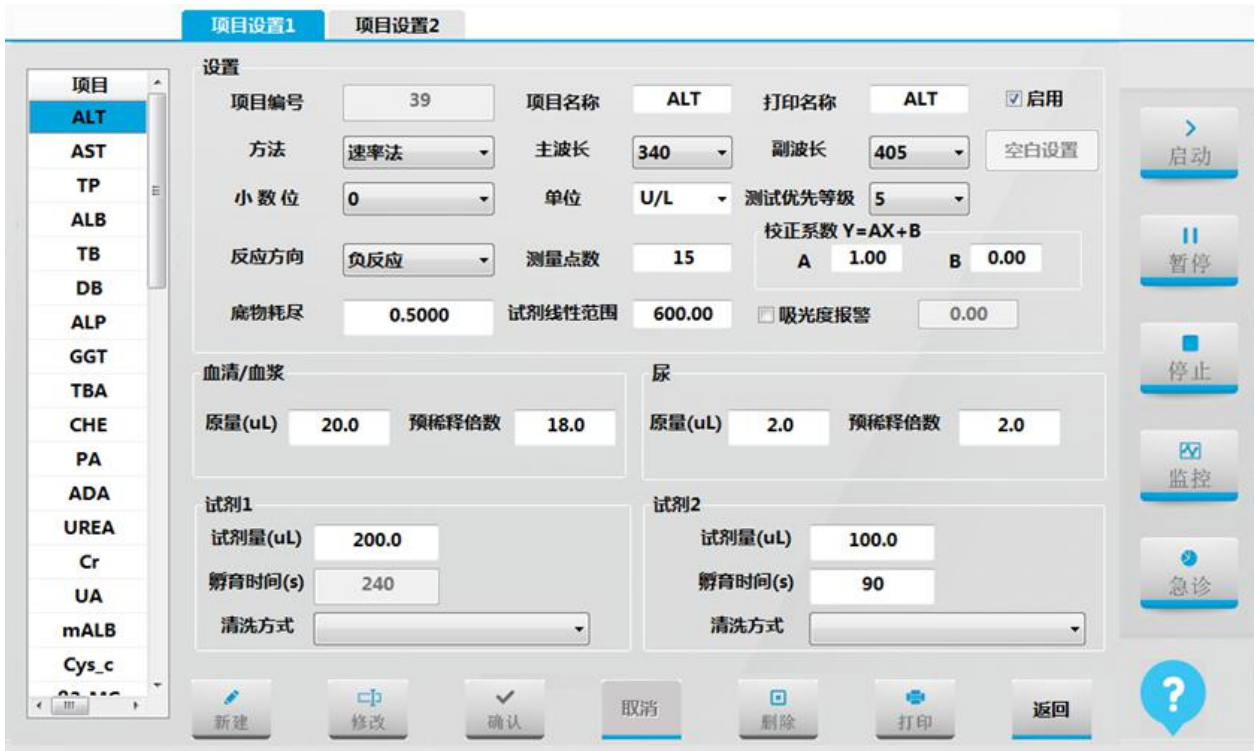 项目设置1 项目设置2
项目
ALT
AST
TP
ALB
TB
DB
ALP
GGT
TBA
CHE
PA
ADA
UREA
Cr
UA
mALB
Cys_c
设置
项目编号 39 项目名称 ALT 打印名称 ALT 启用
方法 速率法 主波长 340 副波长 405 空白设置
小数位 0 单位 U/L 测试优先等级 5
校正系数 Y=AX+B
反应方向 负反应 测量点数 15 A 1.00 B 0.00
底物耗尽 0.5000 试剂线性范围 600.00 吸光度报警 0.00
血清/血浆
原量(uL) 20.0 预稀释倍数 18.0
尿
原量(uL) 2.0 预稀释倍数 2.0
试剂1
试剂量(uL) 200.0
孵音时间(s) 240
清洗方式
试剂2
试剂量(uL) 100.0
孵音时间(s) 90
清洗方式
新建 修改 确认 取消 删除 打印 返回
启动
暂停
停止
监控
急诊
?